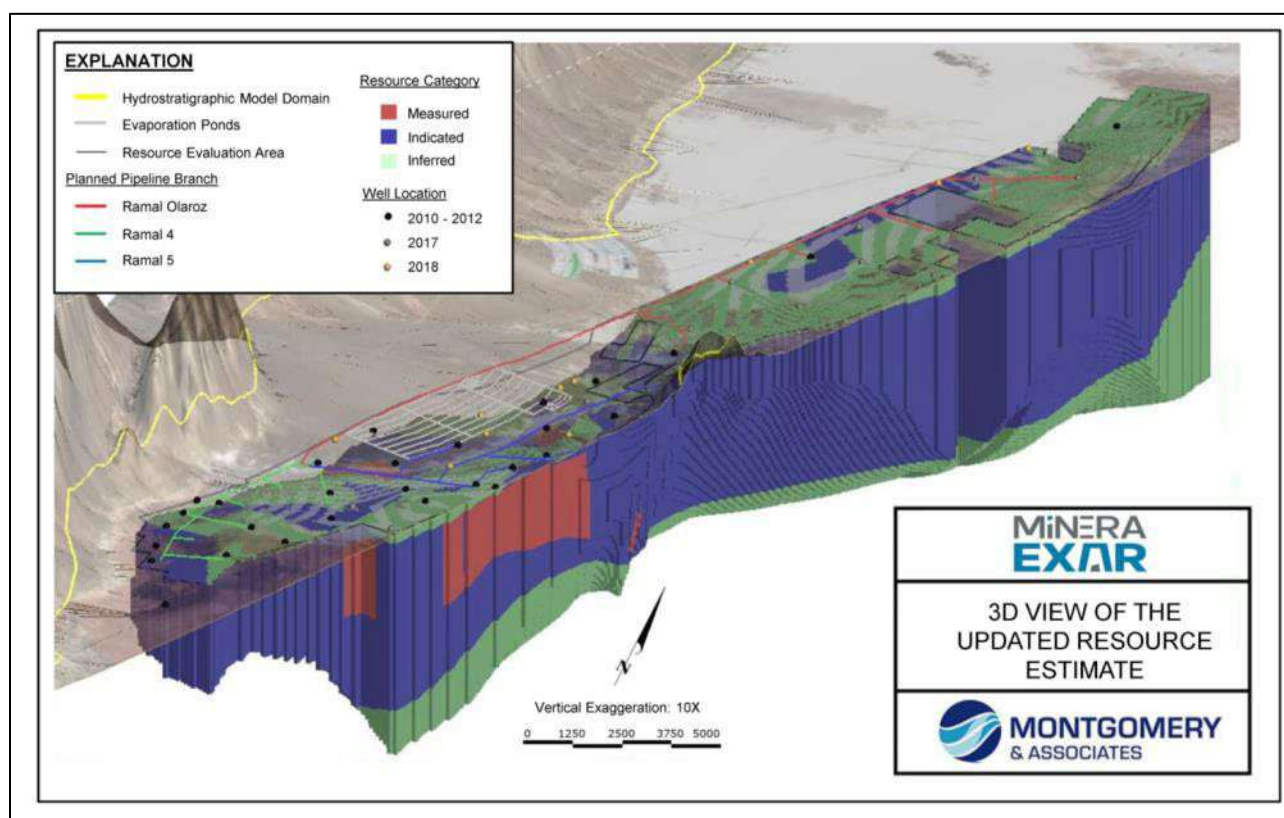 EXPLANATION
Hydrostratigraphic Model Domain
Evaporation Ponds
Resource Evaluation Area
Planned Pipeline Branch
Ramal Olaroz
Ramal 4
Ramal 5
Resource Category
Measured
Indicated
Inferred
Well Location
2010 - 2012
2017
2018
N
Vertical Exaggeration: 10X
0 1250 2500 3750 5000
MINERA
EXAR
3D VIEW OF THE
UPDATED RESOURCE
ESTIMATE
MONTGOMERY
& ASSOCIATES